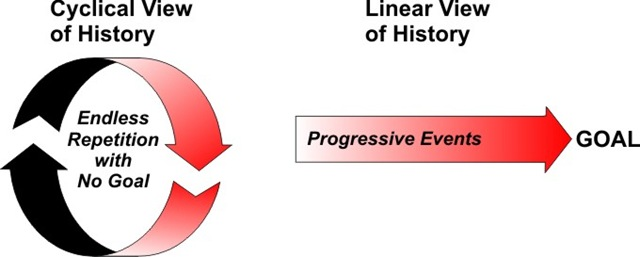 Cyclical View
of History
Endless
Repetition
with
No Goal
Linear View
of History
Progressive Events
GOAL